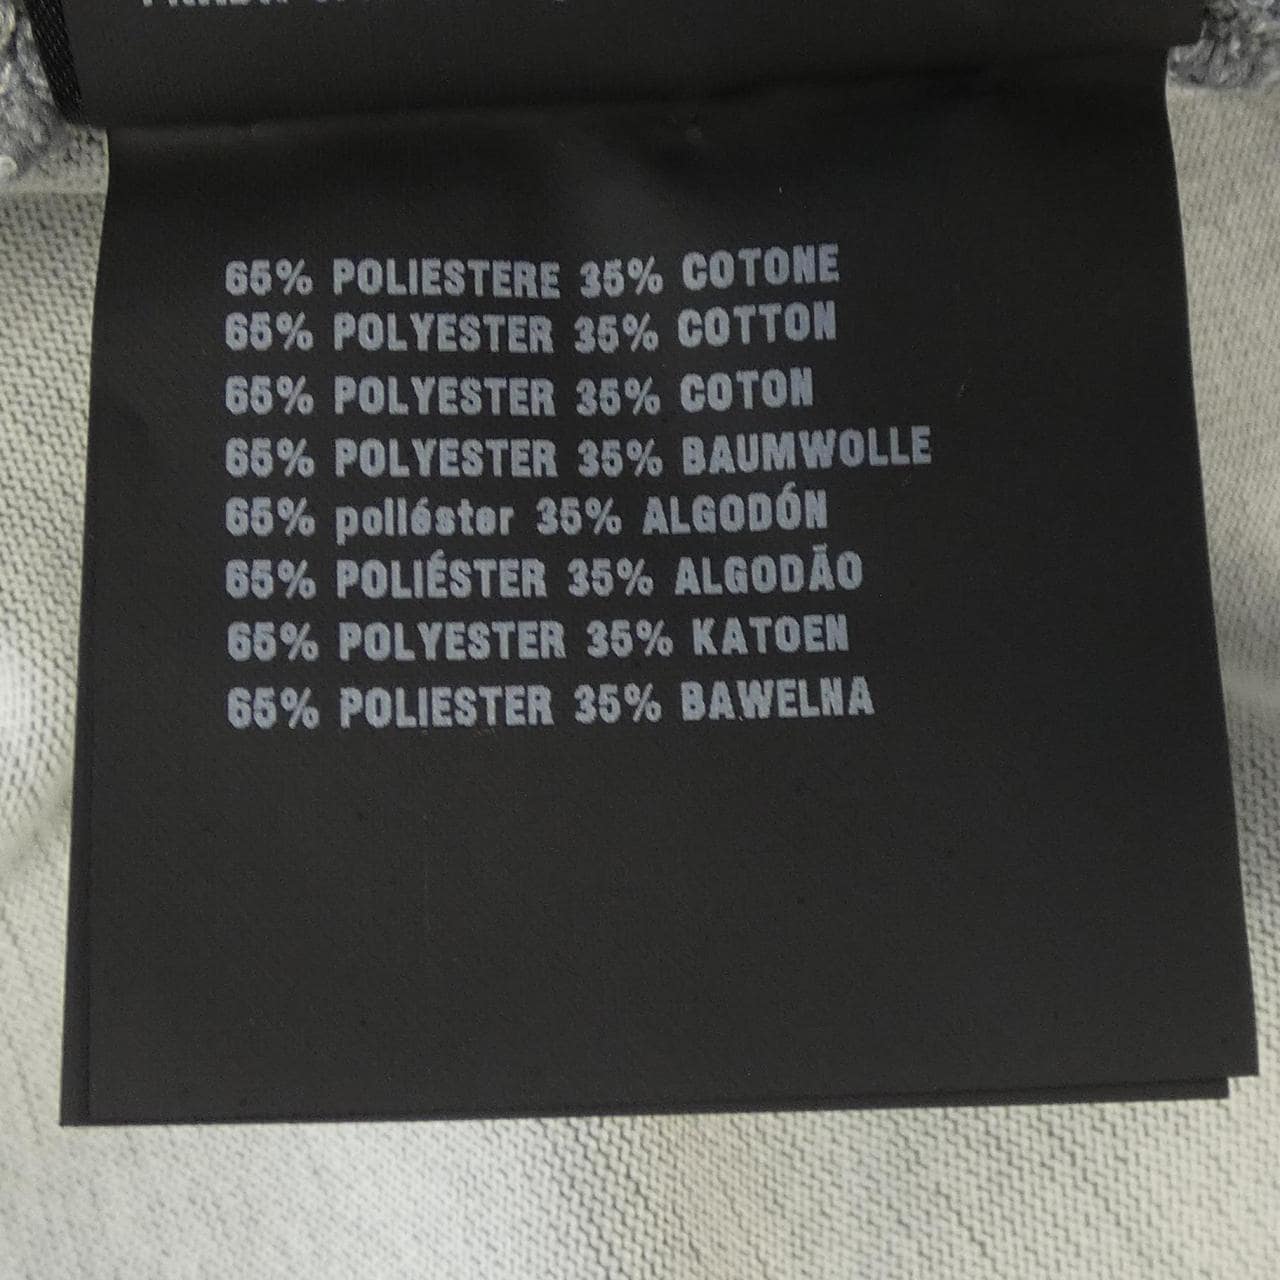 65% POLIESTERE 35% COTONE
65% POLYESTER 35% COTTON
65% POLYESTER 35% COTON
65% POLYESTER 35% BAUMWOLLE
65% poliéster 35% ALGODÓN
65% POLIÉSTER 35% ALGODÃO
65% POLYESTER 35% KATOEN
65% POLIESTER 35% BAWELNA